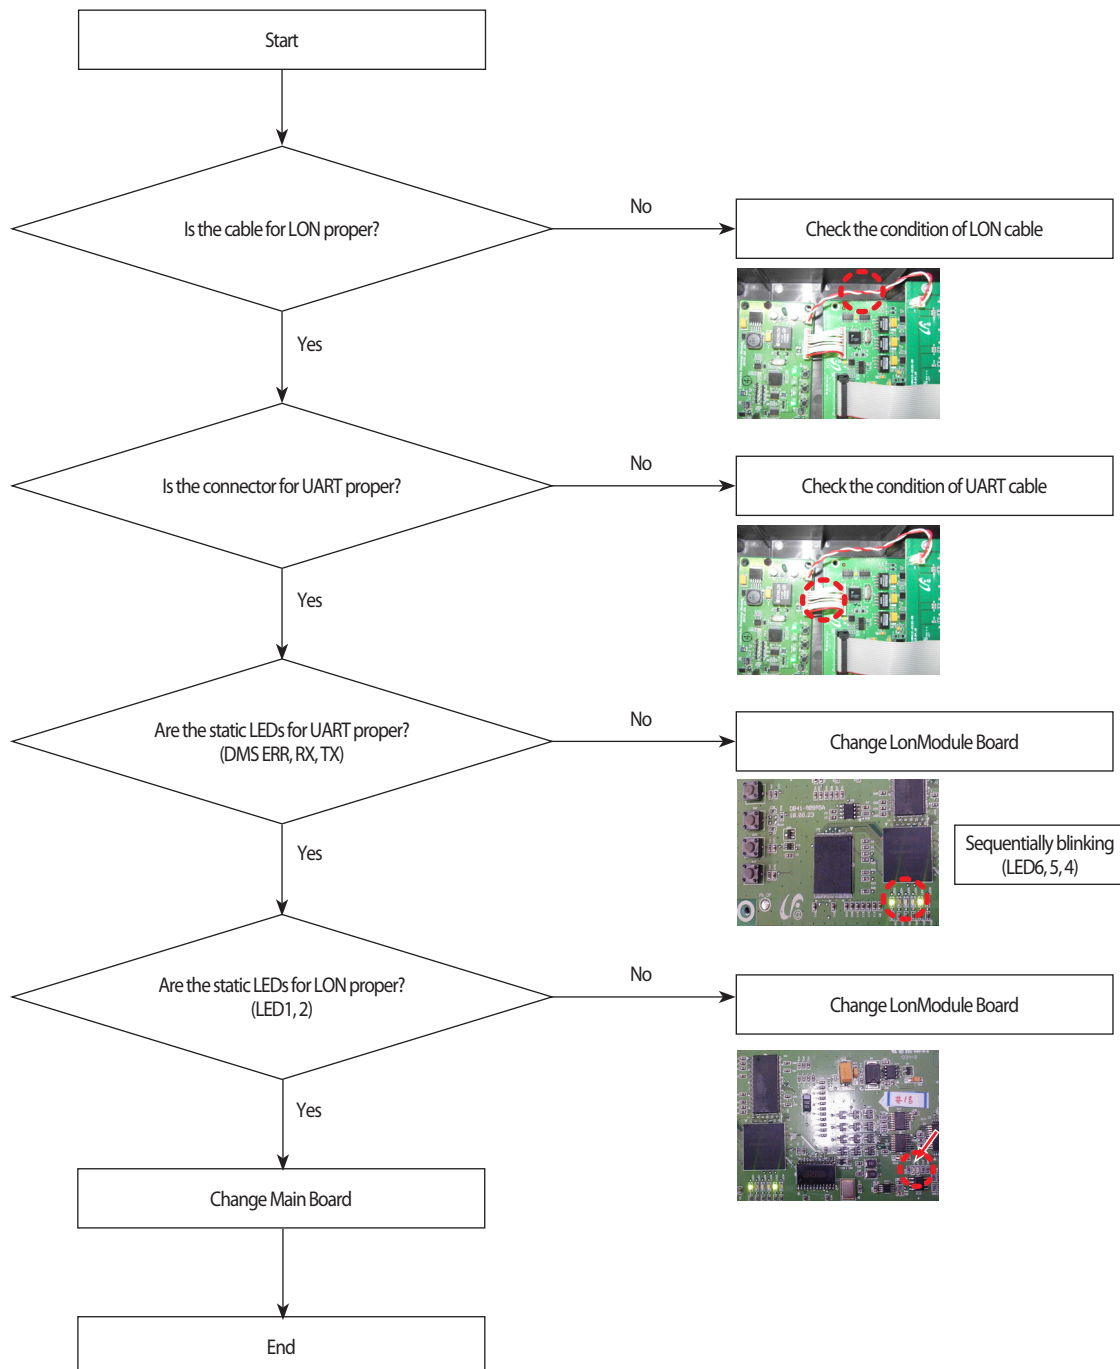 Start
Is the cable for LON proper?
No
Check the condition of LON cable
Yes
Is the connector for UART proper?
No
Check the condition of UART cable
Yes
Are the static LEDs for UART proper?
(DMS ERR, RX, TX)
No
Change LonModule Board
Sequentially blinking
(LED6, 5, 4)
Yes
Are the static LEDs for LON proper?
(LED1, 2)
No
Change LonModule Board
#18
Yes
Change Main Board
End